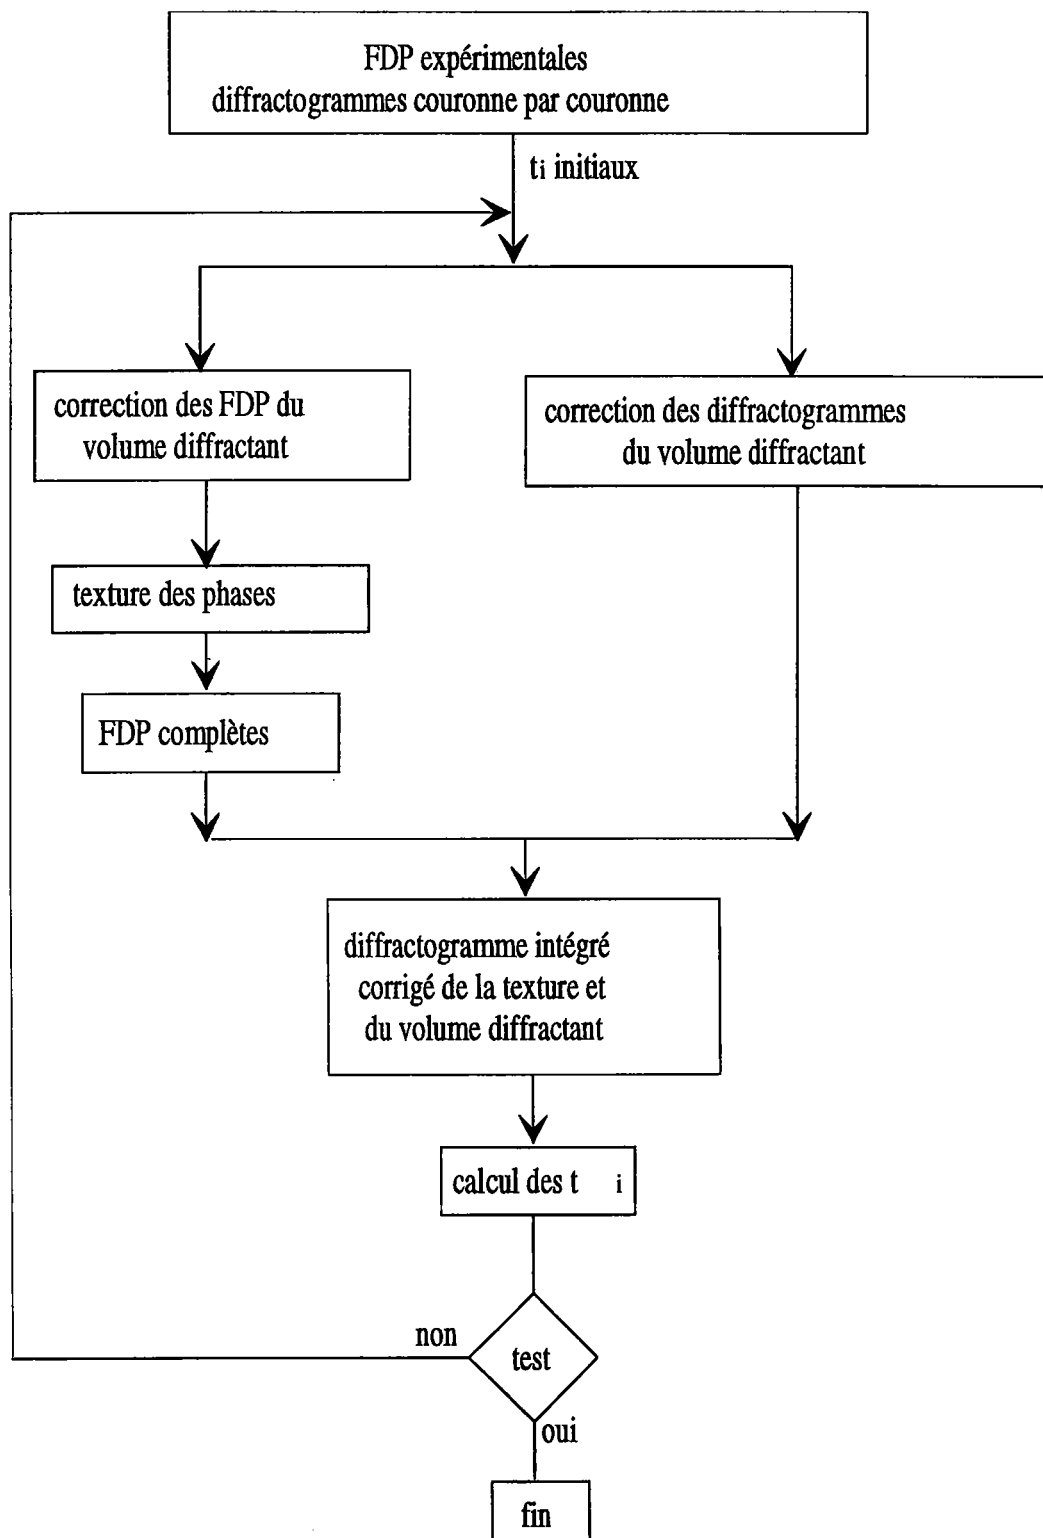 FDP expérimentales
diffractogrammes couronne par couronne
ti initiaux
correction des FDP du
volume diffractant
correction des diffractogrammes
du volume diffractant
texture des phases
FDP complètes
diffractogramme intégré
corrigé de la texture et
du volume diffractant
calcul des t i
non
test
oui
fin